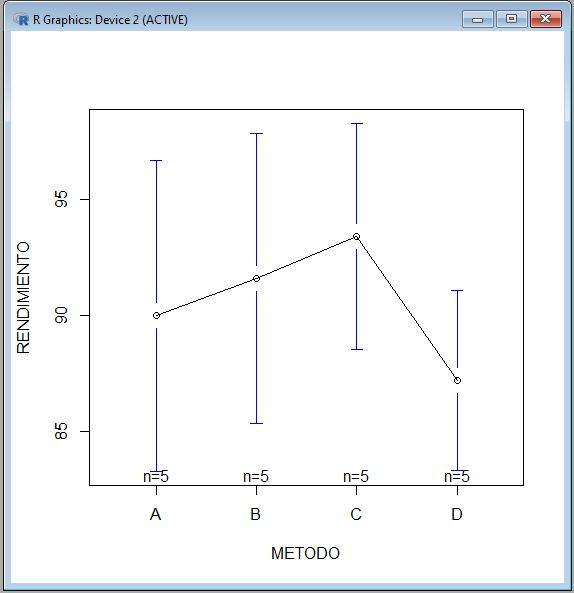 R Graphics: Device 2 (ACTIVE)
RENDIMIENTO
95
90
85
n=5 n=5 n=5 n=5
A B C D
METODO